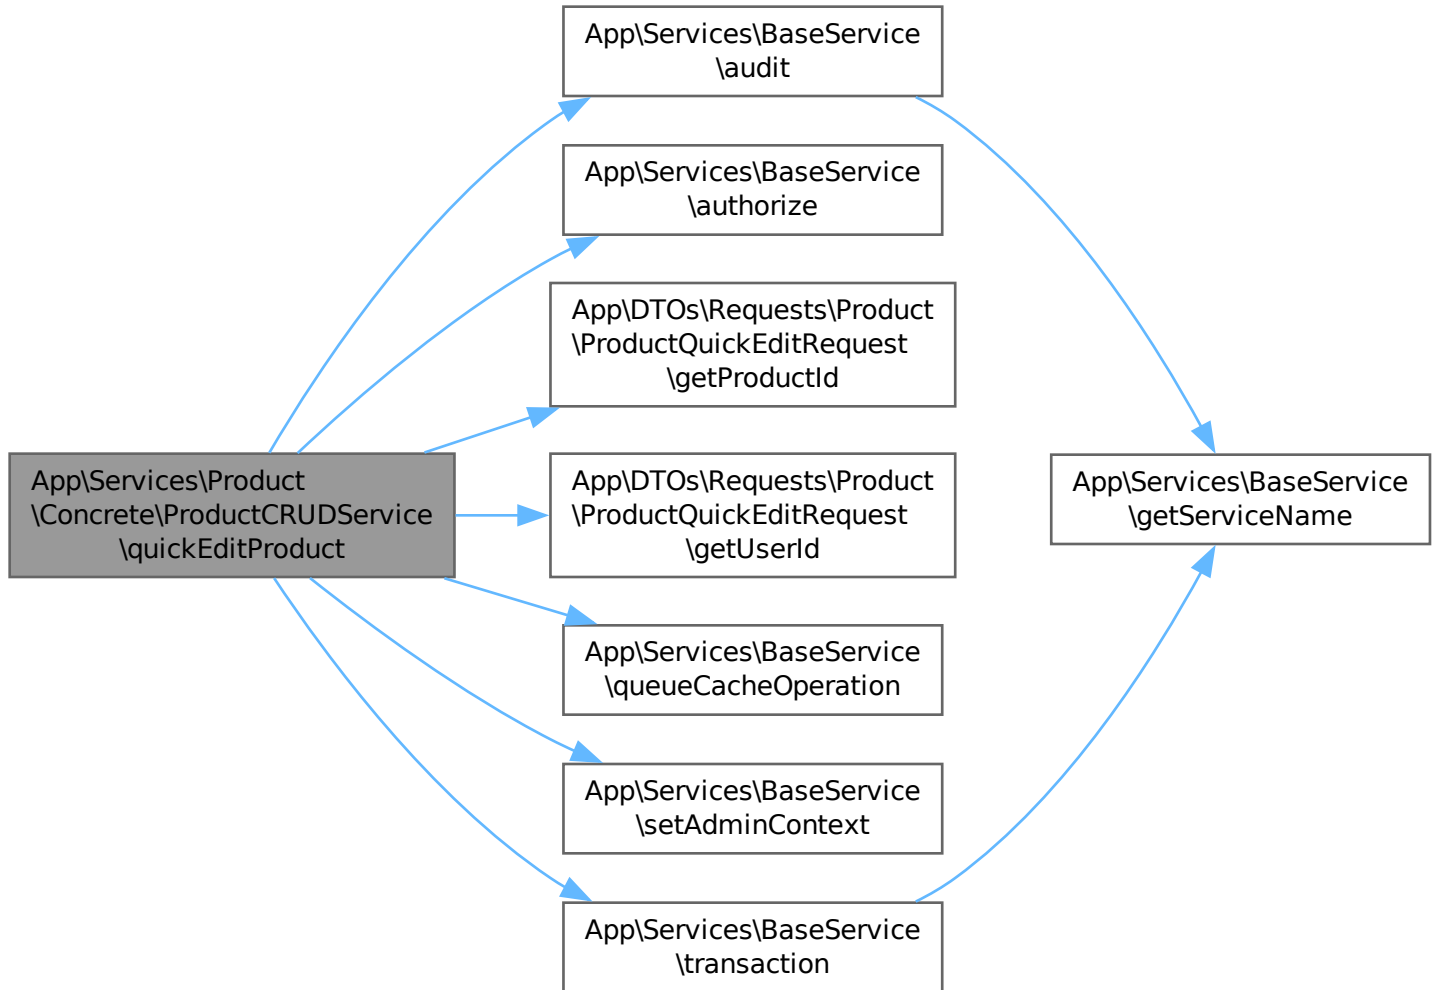 App\Services\BaseService
\audit
App\Services\BaseService
\authorize
App\DTOs\Requests\Product
\ProductQuickEditRequest
\getProductId
App\Services\Product
\Concrete\ProductCRUDService
\quickEditProduct
App\DTOs\Requests\Product
\ProductQuickEditRequest
\getUserId
App\Services\BaseService
\getServiceName
App\Services\BaseService
\queueCacheOperation
App\Services\BaseService
\setAdminContext
App\Services\BaseService
\transaction